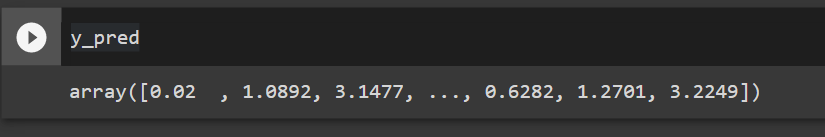 y_pred
array([0.02  , 1.0892, 3.1477, ..., 0.6282, 1.2701, 3.2249])